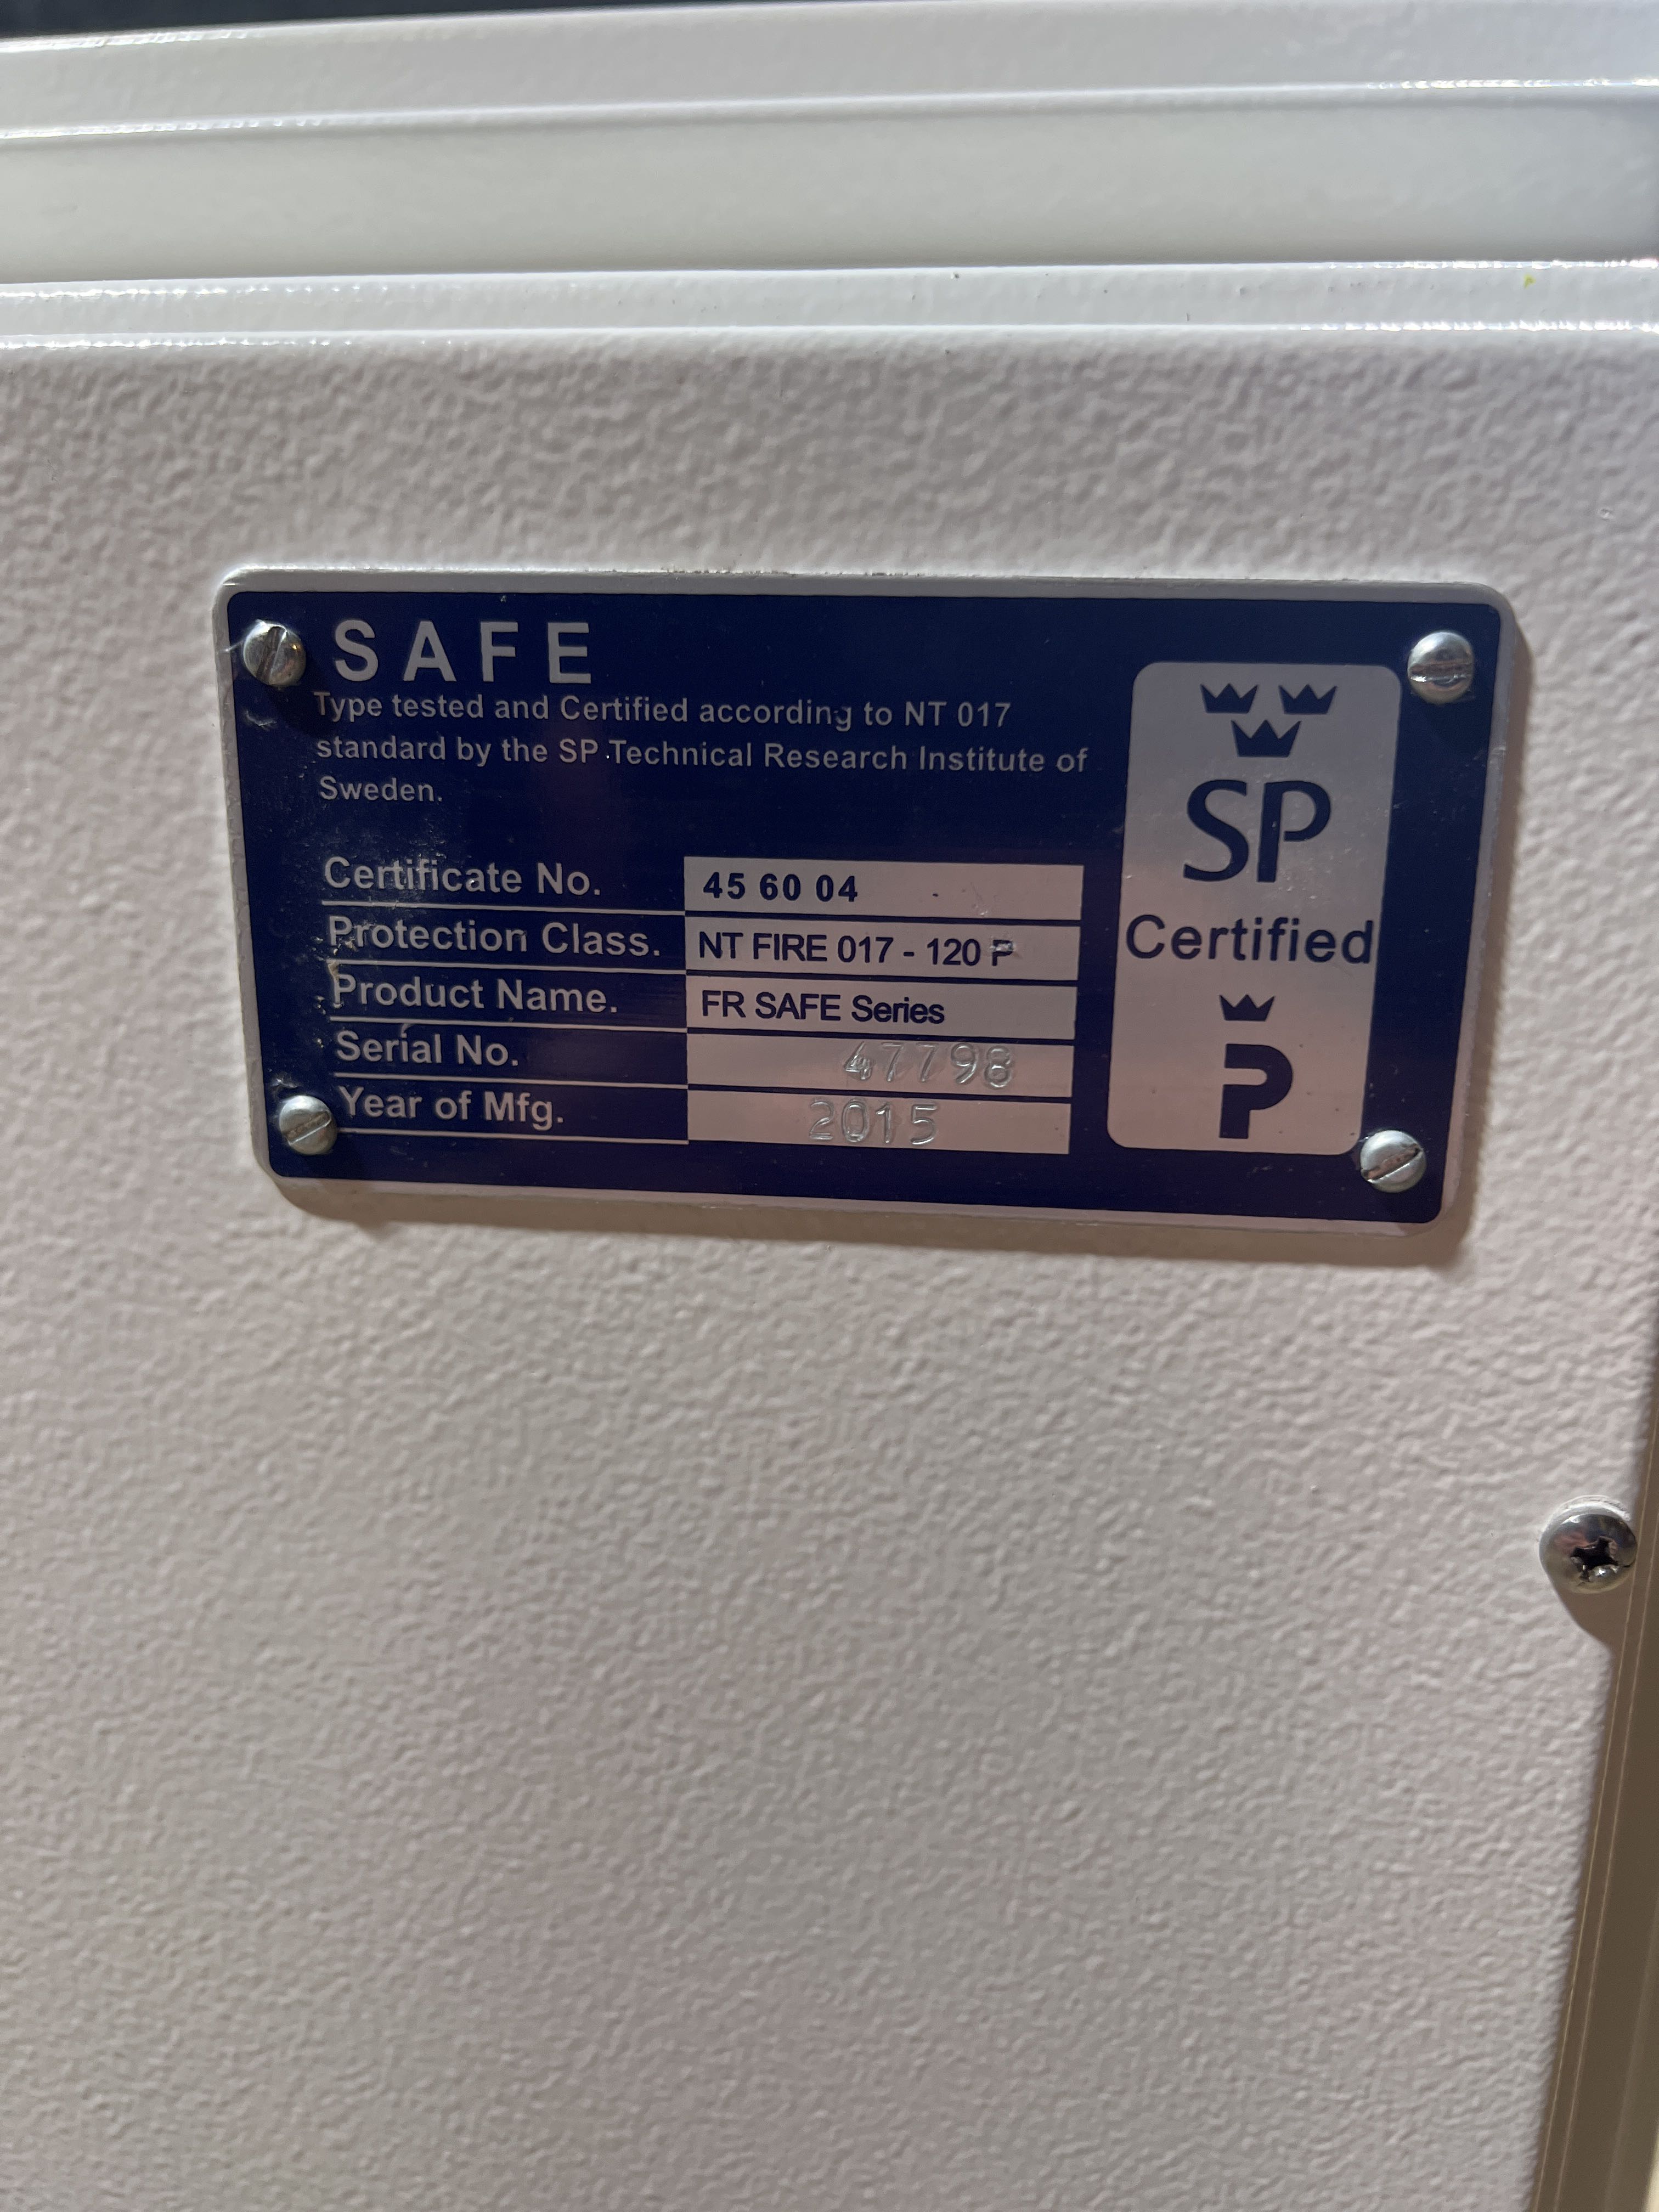 SAFE
Type tested and Certified according to NT 017
standard by the SP Technical Research Institute of
Sweden.
Certificate No. 45 60 04
Protection Class. NT FIRE 017 - 120 P
Product Name. FR SAFE Series
Serial No. 47798
Year of Mfg. 2015
SP
Certified
P